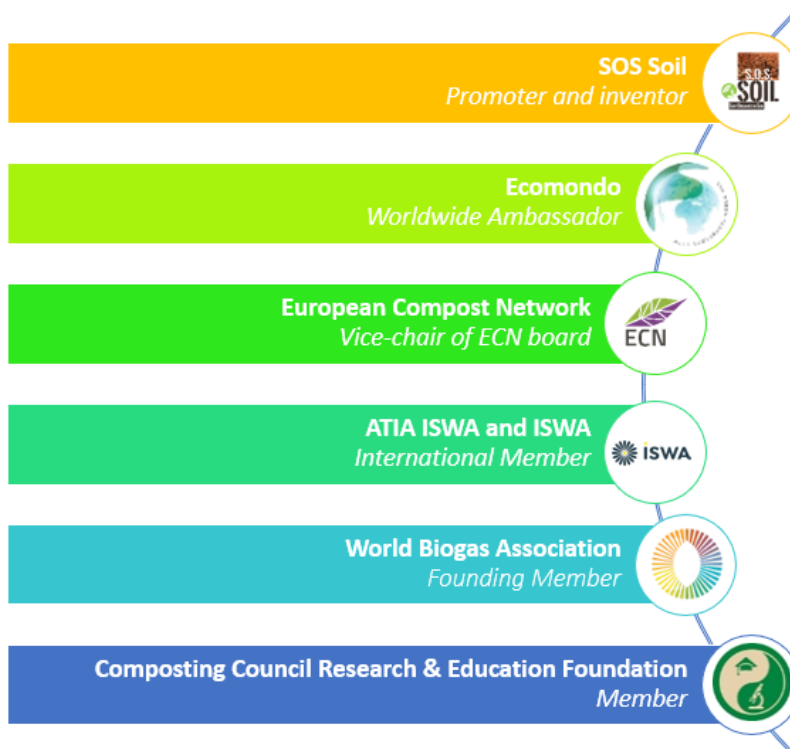 SOS Soil
Promoter and inventor
S.O.S.
SOIL
Ecomondo
Worldwide Ambassador
European Compost Network
Vice-chair of ECN board
ECN
ATIA ISWA and ISWA
International Member
ISWA
World Biogas Association
Founding Member
Composting Council Research & Education Foundation
Member